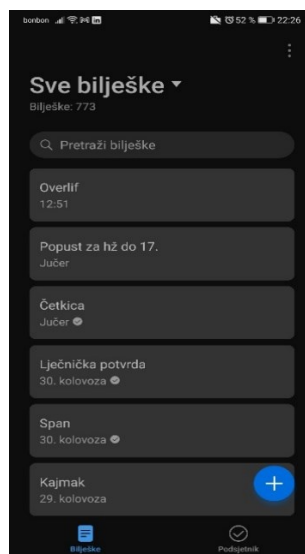 bonbon 52 % 22:26
Sve bilješke
Bilješke: 773
Pretraži bilješke
Overlif
12:51
Popust za hž do 17.
Jučer
Četkica
Jučer
Lječnička potvrda
30. kolovoza
Span
30. kolovoza
Kajmak
29. kolovoza
Bilješke Podsjetnik